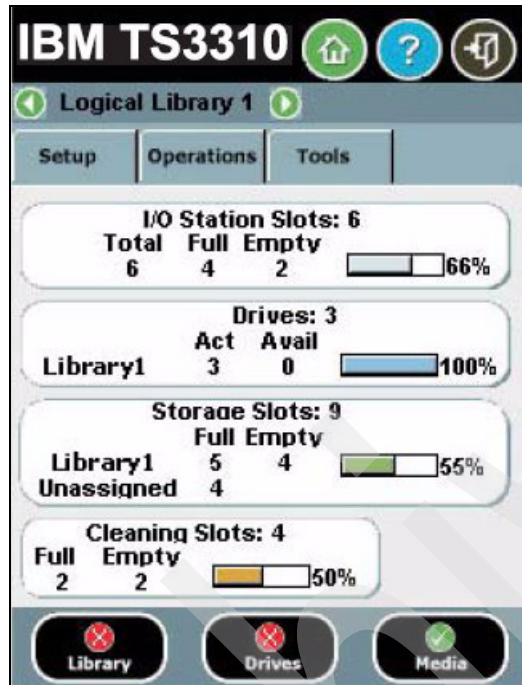 IBM TS3310 ?
Logical Library 1
Setup Operations Tools
I/O Station Slots: 6
Total Full Empty
6 4 2 66%
Drives: 3
Act Avail
Library1 3 0 100%
Storage Slots: 9
Full Empty
Library1 5 4 55%
Unassigned 4
Cleaning Slots: 4
Full Empty
2 2 50%
Library Drives Media